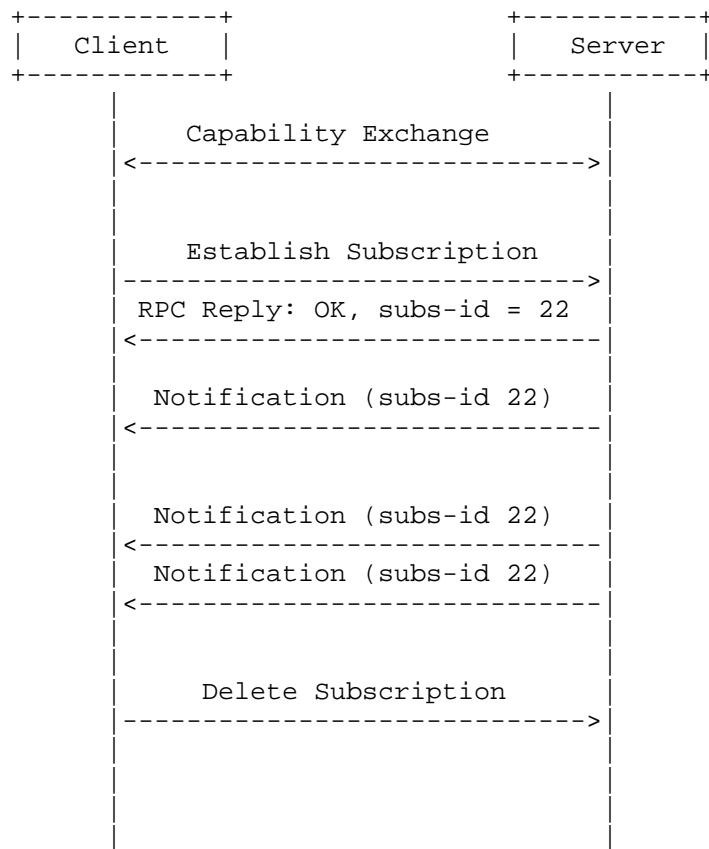 Client
Server
Capability Exchange
Establish Subscription
RPC Reply: OK, subs-id = 22
Notification (subs-id 22)
Notification (subs-id 22)
Notification (subs-id 22)
Delete Subscription